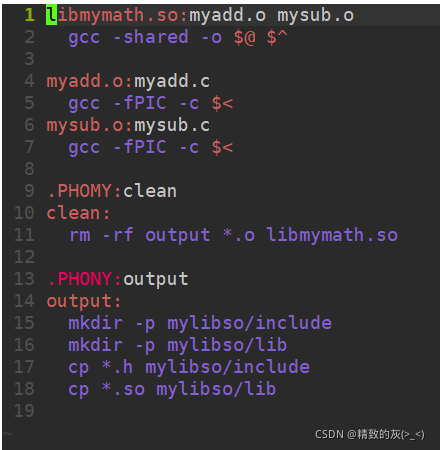 1 libmymath.so:myadd.o mysub.o
2 gcc -shared -o $@ $^
3
4 myadd.o:myadd.c
5 gcc -fPIC -c $<
6 mysub.o:mysub.c
7 gcc -fPIC -c $<
8
9 .PHOMY:clean
10 clean:
11 rm -rf output *.o libmymath.so
12
13 .PHONY:output
14 output:
15 mkdir -p mylibso/include
16 mkdir -p mylibso/lib
17 cp *.h mylibso/include
18 cp *.so mylibso/lib
19
~
CSDN @精致的灰(>_<)